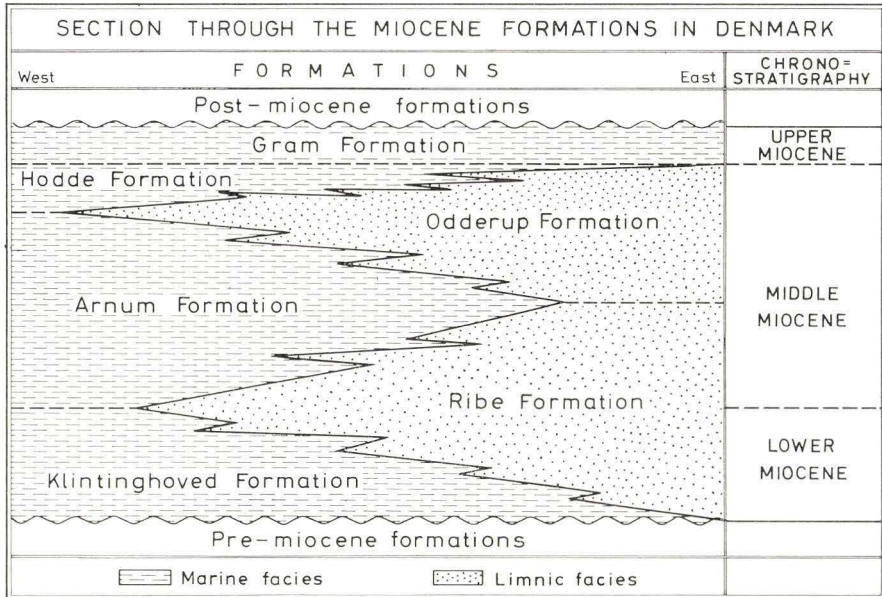 SECTION THROUGH THE MIOCENE FORMATIONS IN DENMARK
FORMATIONS
West
East
CHRONO=
STRATIGRAPHY
Post-miocene formations
Gram Formation
UPPER
MIOCENE
Hodde Formation
Odderup Formation
Arnum Formation
MIDDLE
MIOCENE
Ribe Formation
LOWER
MIOCENE
Klintinghoved Formation
Pre-miocene formations
Marine facies
Limnic facies